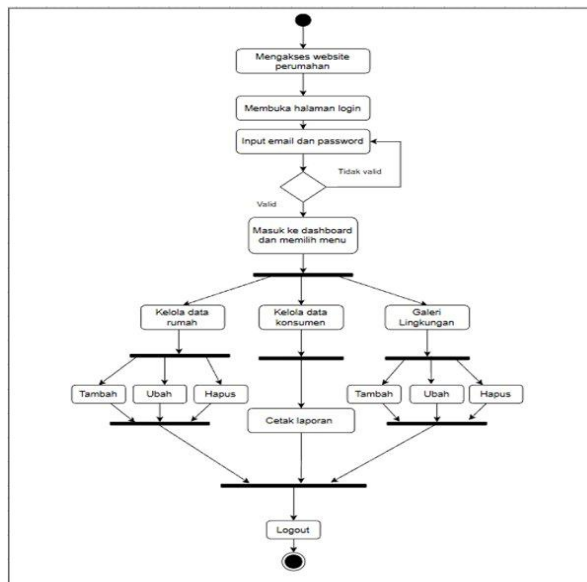 Mengakses website
perumahan
Membuka halaman login
Input email dan password
Tidak valid
Valid
Masuk ke dashboard
dan memilih menu
Kelola data
rumah
Kelola data
konsumen
Galeri
Lingkungan
Tambah
Ubah
Hapus
Cetak laporan
Tambah
Ubah
Hapus
Logout